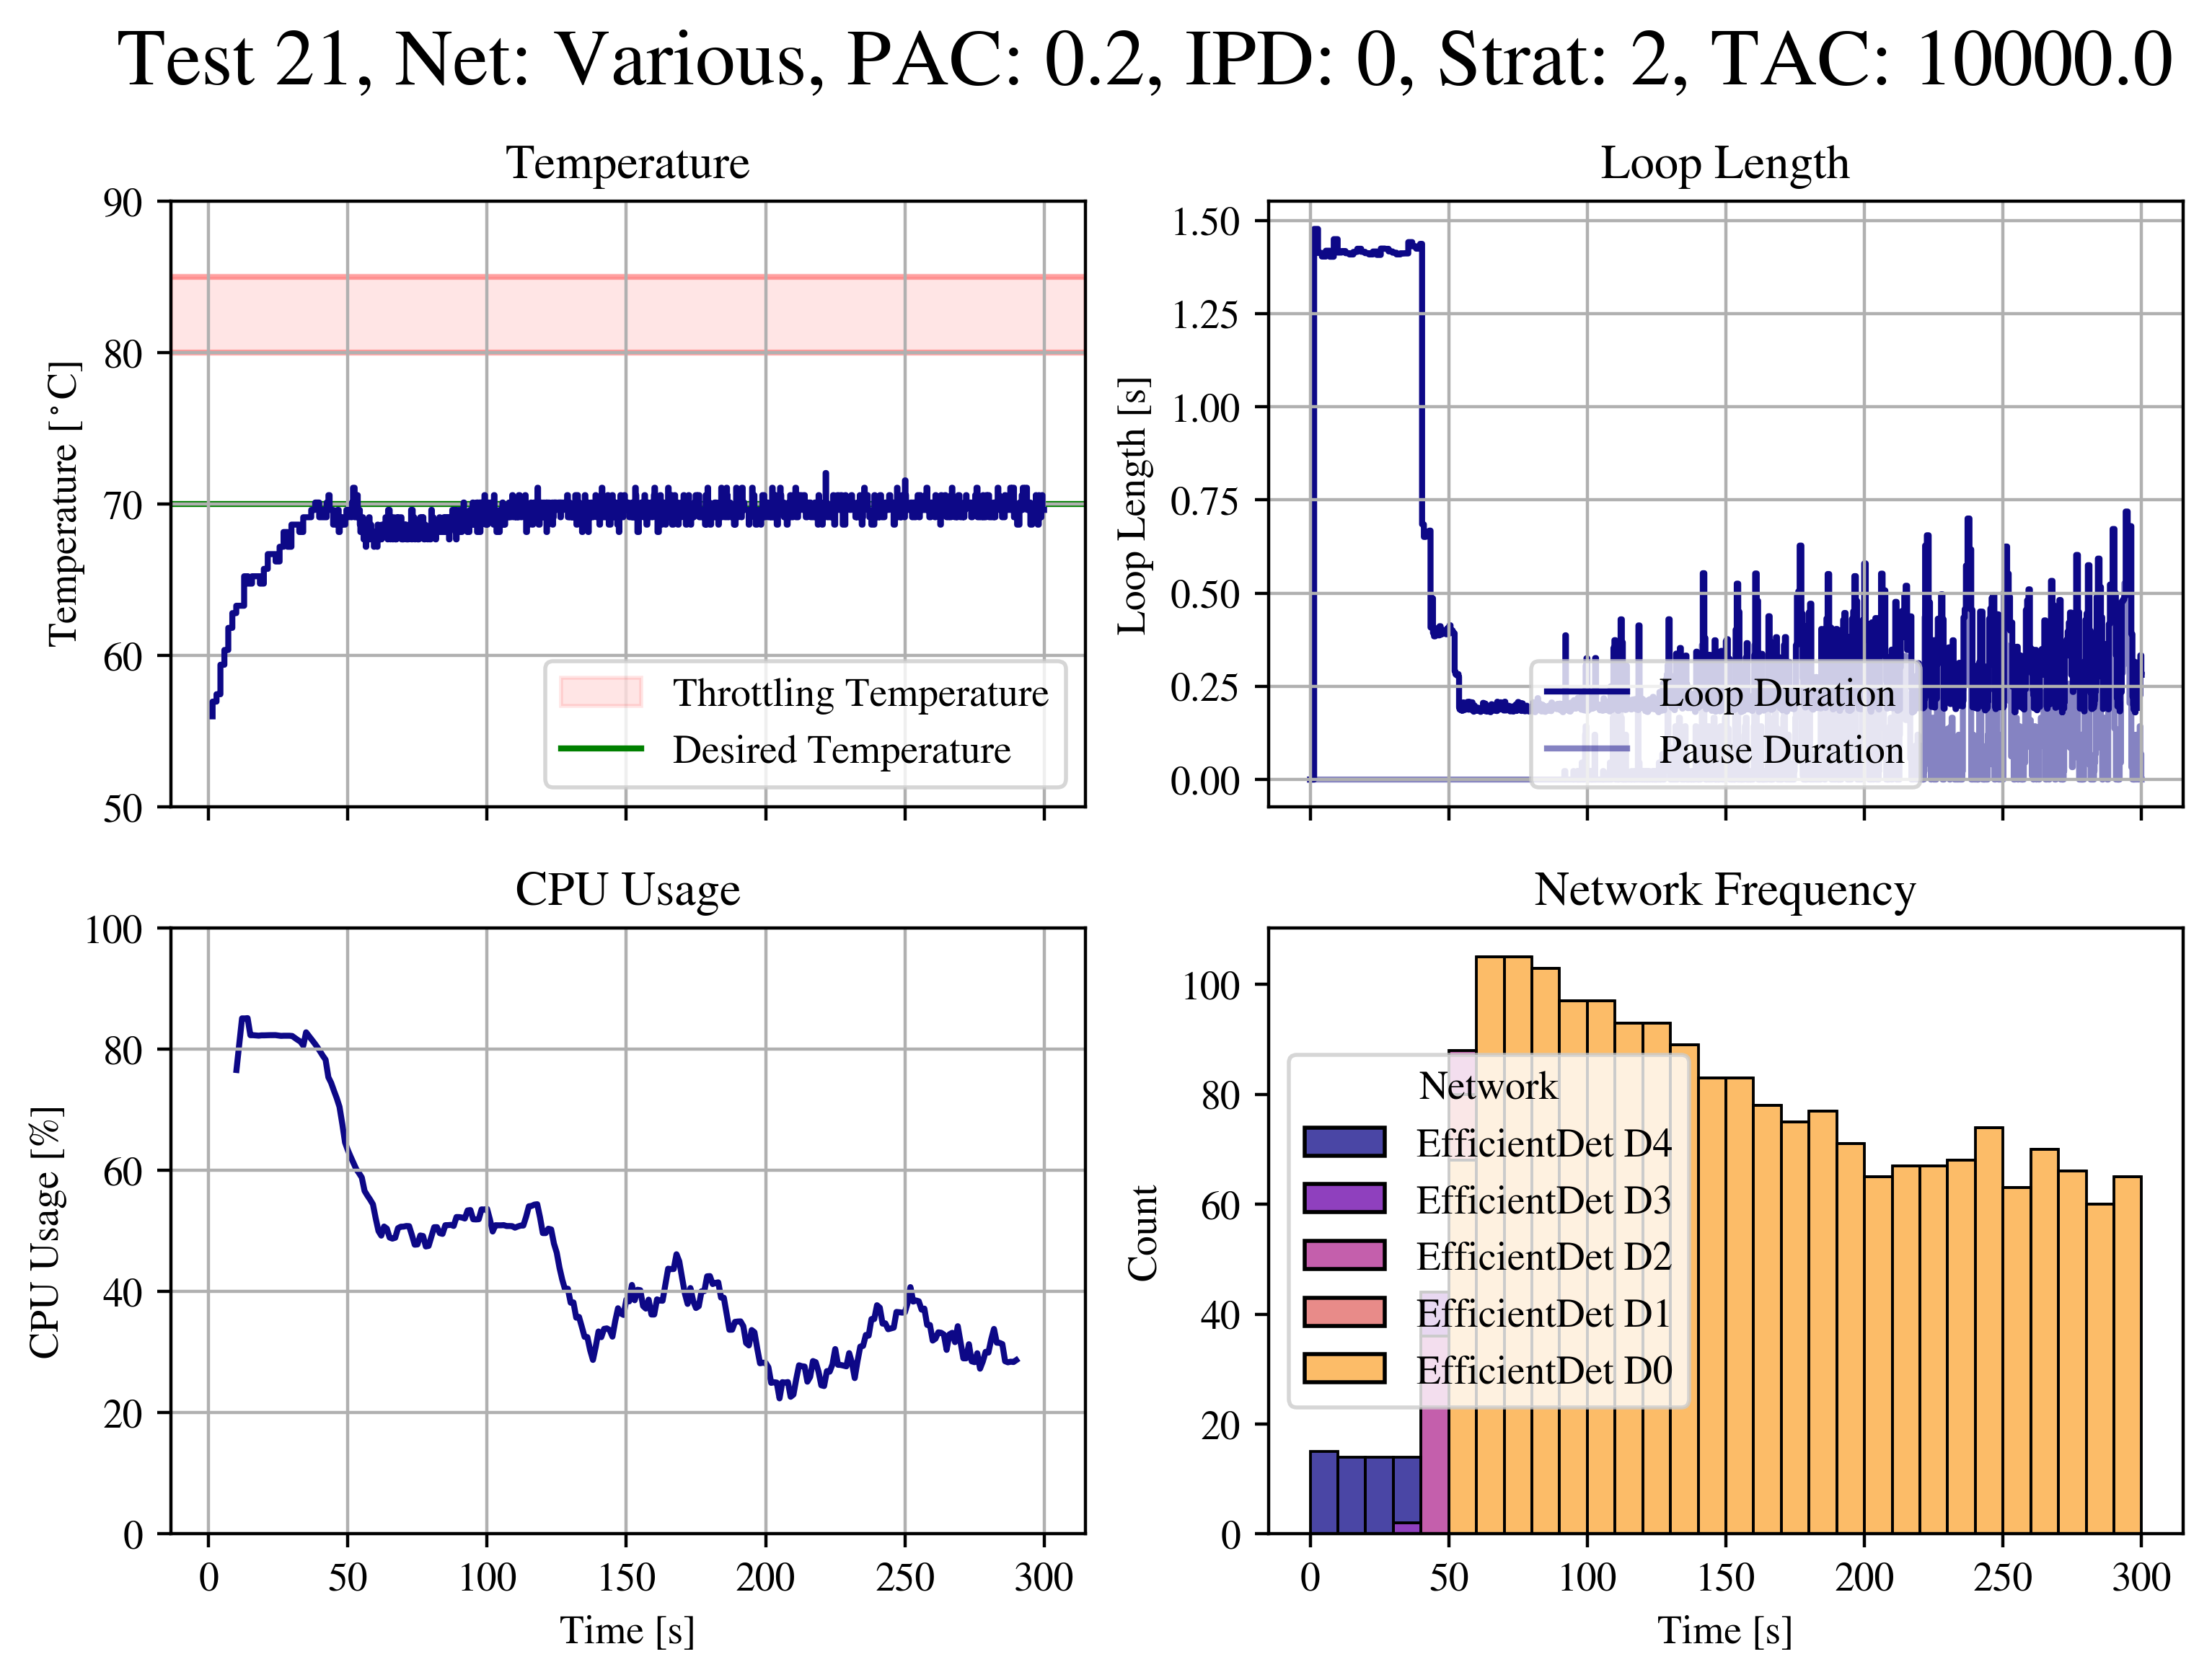 Test 21, Net: Various, PAC: 0.2, IPD: 0, Strat: 2, TAC: 10000.0
Temperature
90
80
70
60
50
Temperature [°C]
Throttling Temperature
Desired Temperature
Loop Length
1.50
1.25
1.00
0.75
0.50
0.25
0.00
Loop Length [s]
Loop Duration
Pause Duration
CPU Usage
100
80
60
40
20
0
CPU Usage [%]
0 50 100 150 200 250 300
Time [s]
Network Frequency
100
80
60
40
20
0
Count
Network
EfficientDet D4
EfficientDet D3
EfficientDet D2
EfficientDet D1
EfficientDet D0
0 50 100 150 200 250 300
Time [s]